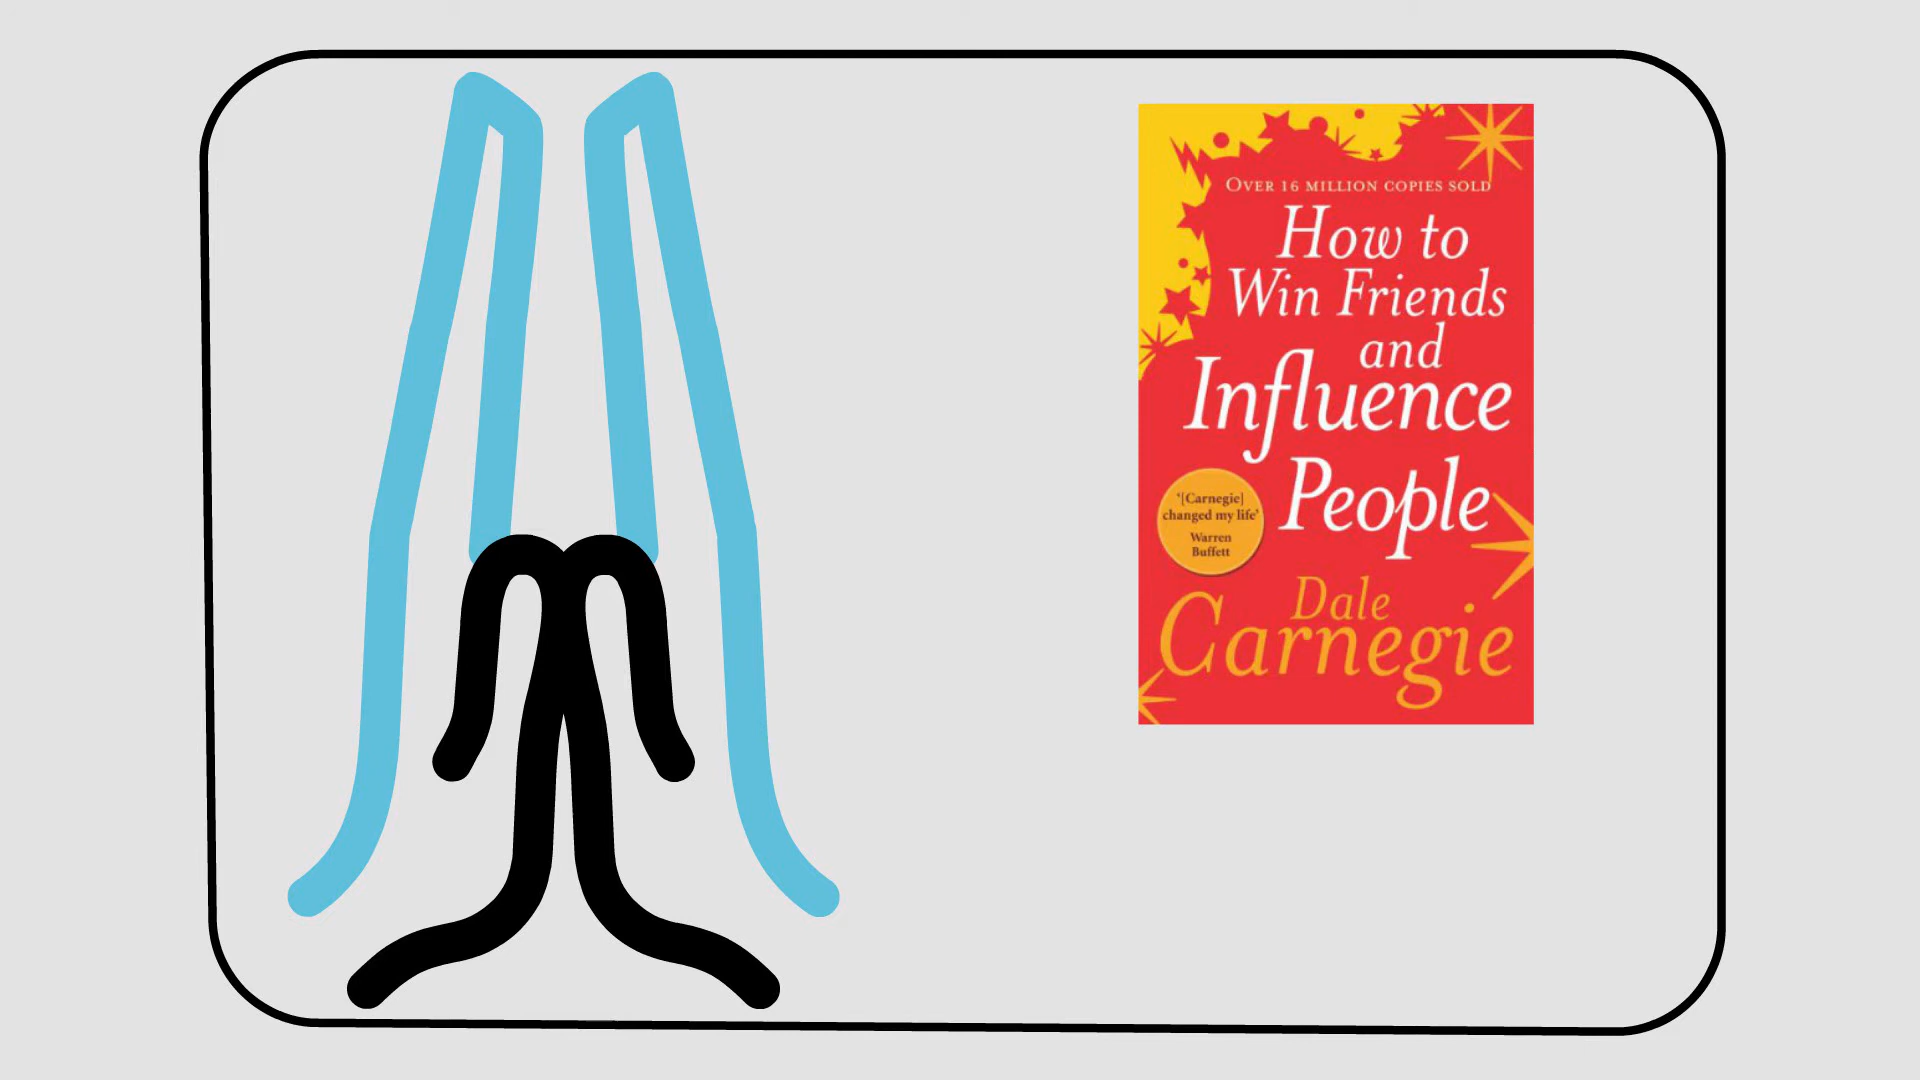 OVER 16 MILLION COPIES SOLD
How to
Win Friends
and
Influence
People
'[Carnegie]
changed my life'
Warren
Buffett
Dale
Carnegie